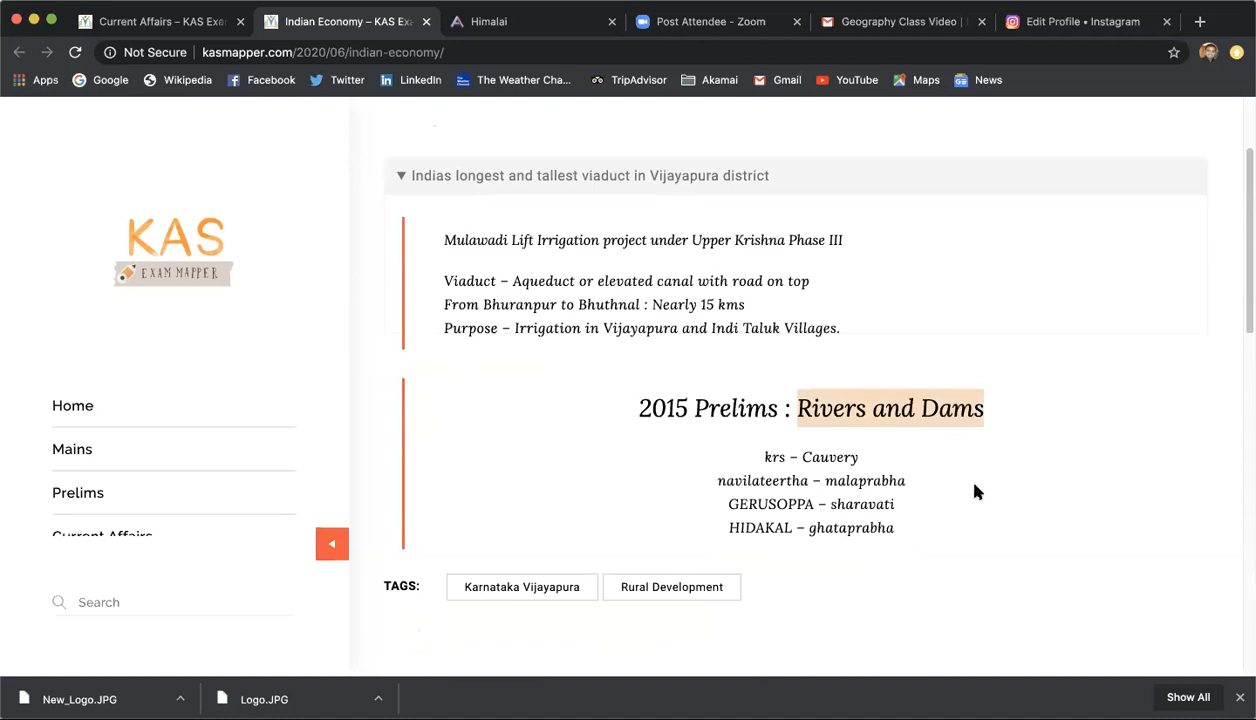 Current Affairs – KAS Exa
Indian Economy – KAS Exa
Himalai
Post Attendee - Zoom
Geography Class Video |
Edit Profile • Instagram
Not Secure
kasmapper.com/2020/06/indian-economy/
Apps
Google
Wikipedia
Facebook
Twitter
LinkedIn
The Weather Cha...
TripAdvisor
Akamai
Gmail
YouTube
Maps
News
KAS
EXAM MAPPER
Home
Mains
Prelims
Current Affairs
Search
Indias longest and tallest viaduct in Vijayapura district
Mulawadi Lift Irrigation project under Upper Krishna Phase III
Viaduct – Aqueduct or elevated canal with road on top
From Bhuranpur to Bhuthnal : Nearly 15 kms
Purpose – Irrigation in Vijayapura and Indi Taluk Villages.
2015 Prelims : Rivers and Dams
krs – Cauvery
navilateertha – malaprabha
GERUSOPPA – sharavati
HIDAKAL – ghataprabha
TAGS:
Karnataka Vijayapura
Rural Development
New_Logo.JPG
Logo.JPG
Show All